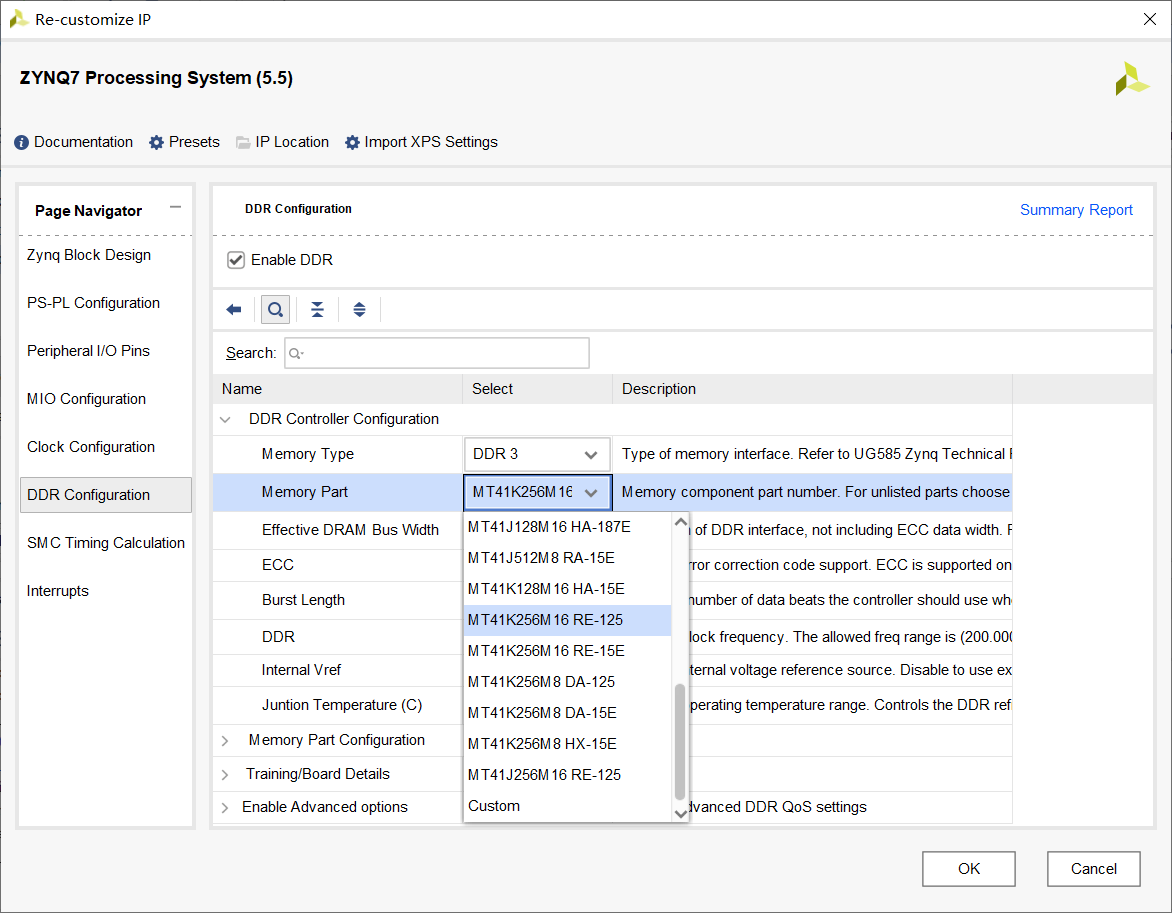 Re-customize IP
ZYNQ7 Processing System (5.5)
Documentation Presets IP Location Import XPS Settings
Page Navigator
Zynq Block Design
PS-PL Configuration
Peripheral I/O Pins
MIO Configuration
Clock Configuration
DDR Configuration
SMC Timing Calculation
Interrupts
DDR Configuration
Summary Report
Enable DDR
Search:
Name Select Description
DDR Controller Configuration
Memory Type DDR 3 Type of memory interface. Refer to UG585 Zynq Technical
Memory Part MT41K256M16 Memory component part number. For unlisted parts choose
Effective DRAM Bus Width of DDR interface, not including ECC data width.
ECC correction code support. ECC is supported on
Burst Length number of data beats the controller should use
DDR frequency. The allowed freq range is (200.000
Internal Vref voltage reference source. Disable to use
Juntion Temperature (C) temperature range. Controls the DDR
Memory Part Configuration
Training/Board Details
Enable Advanced options DDR QoS settings
MT41J128M16 HA-187E
MT41J512M8 RA-15E
MT41K128M16 HA-15E
MT41K256M16 RE-125
MT41K256M16 RE-15E
MT41K256M8 DA-125
MT41K256M8 DA-15E
MT41K256M8 HX-15E
MT41J256M16 RE-125
Custom
OK Cancel